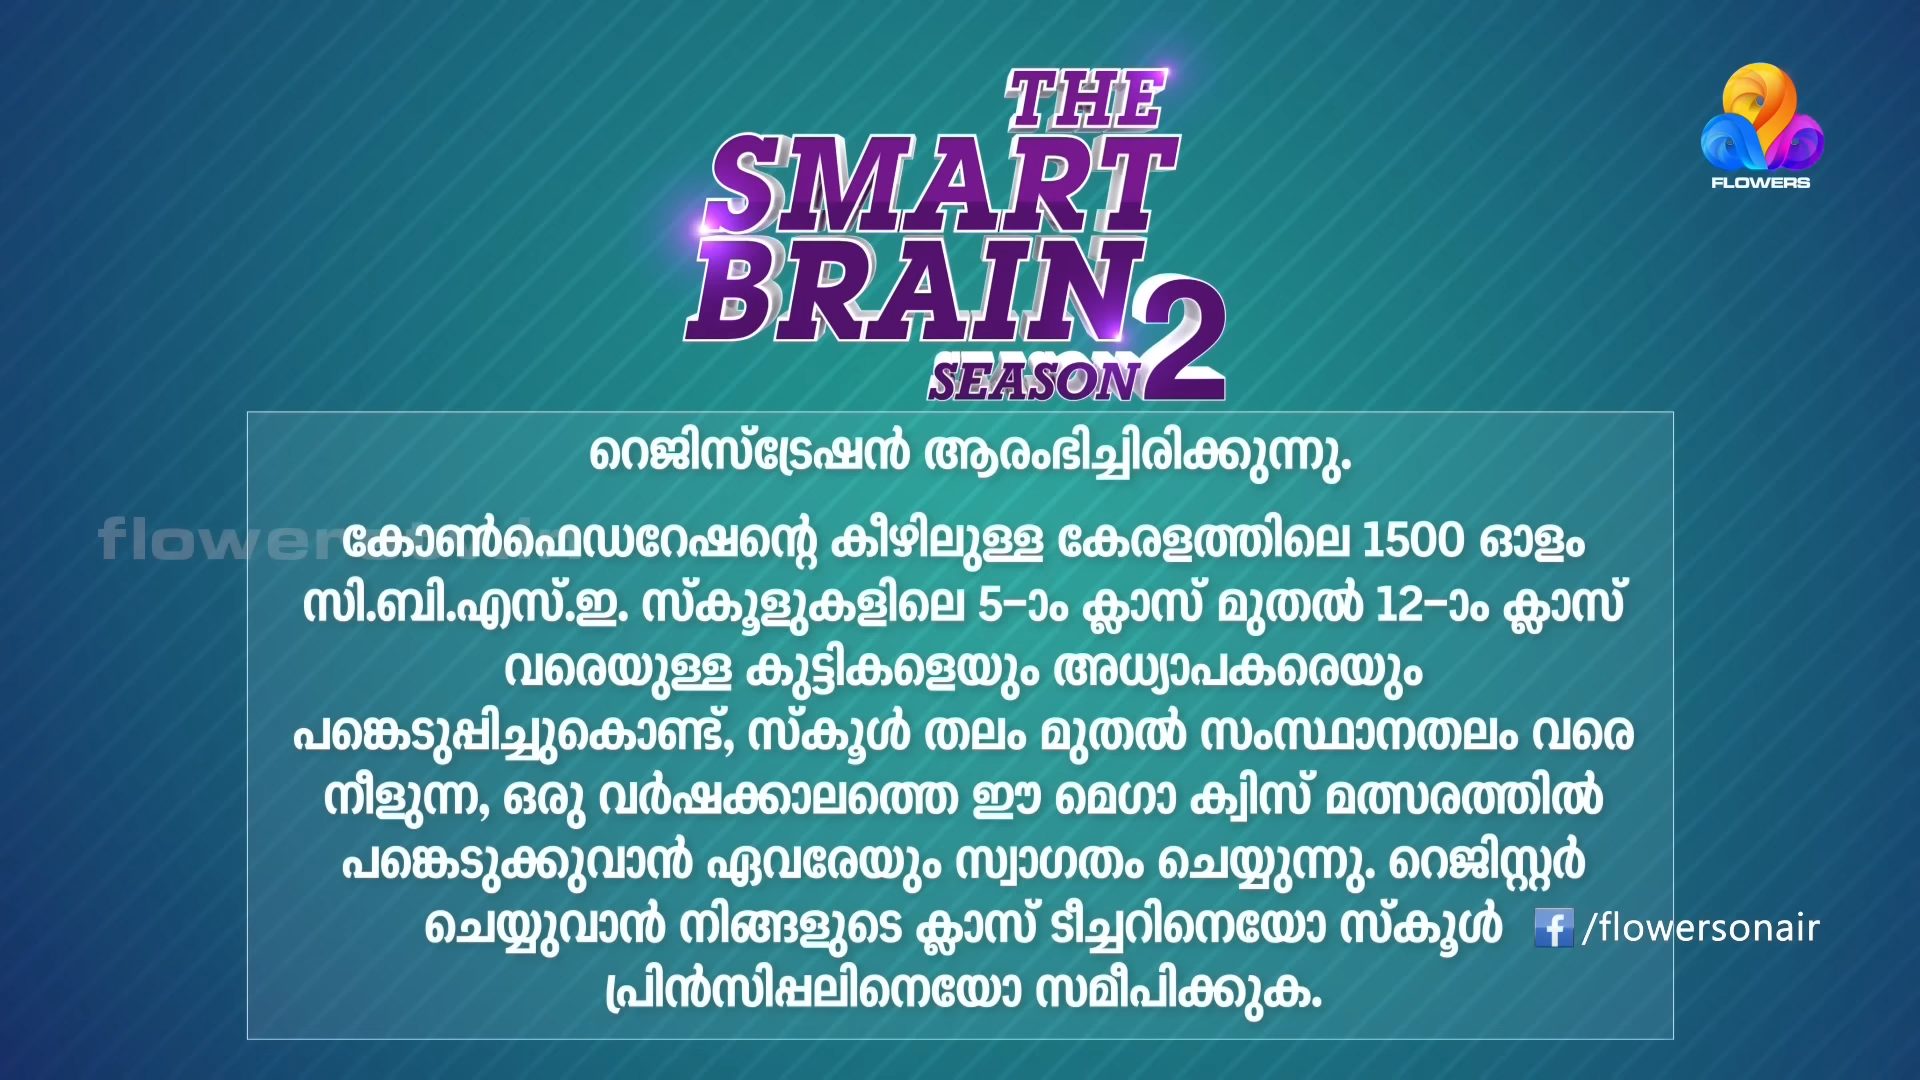 THE
SMART
BRAIN
SEASON 2
FLOWERS
റെജിസ്ട്രേഷൻ ആരംഭിച്ചിരിക്കുന്നു.
കോൺഫെഡറേഷന്റെ കീഴിലുള്ള കേരളത്തിലെ 1500 ഓളം
സി.ബി.എസ്.ഇ. സ്കൂളുകളിലെ 5-ാം ക്ലാസ് മുതൽ 12-ാം ക്ലാസ്
വരെയുള്ള കുട്ടികളെയും അധ്യാപകരെയും
പങ്കെടുപ്പിച്ചുകൊണ്ട്, സ്കൂൾ തലം മുതൽ സംസ്ഥാനതലം വരെ
നീളുന്ന, ഒരു വർഷക്കാലത്തെ ഈ മെഗാ ക്വിസ് മത്സരത്തിൽ
പങ്കെടുക്കുവാൻ ഏവരേയും സ്വാഗതം ചെയ്യുന്നു. റെജിസ്റ്റർ
ചെയ്യുവാൻ നിങ്ങളുടെ ക്ലാസ് ടീച്ചറിനെയോ സ്കൂൾ
പ്രിൻസിപ്പലിനെയോ സമീപിക്കുക.
f /flowersonair